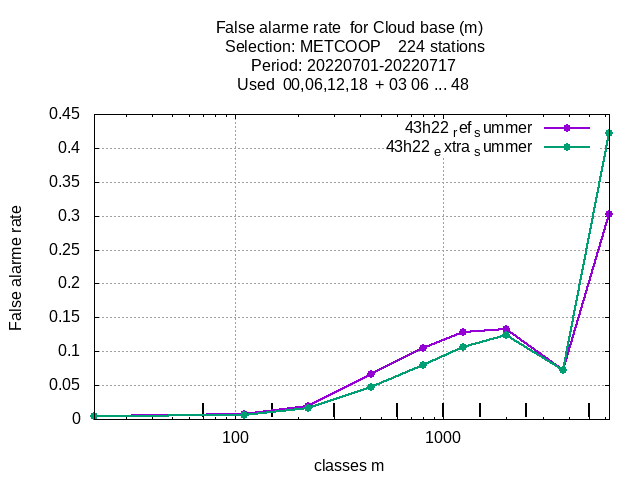 False alarme rate for Cloud base (m)
Selection: METCOOP 224 stations
Period: 20220701-20220717
Used 00,06,12,18 + 03 06 ... 48
0.45
0.4
0.35
0.3
0.25
0.2
0.15
0.1
0.05
0
False alarme rate
43h22 ref summer
43h22 extra summer
100
1000
classes m